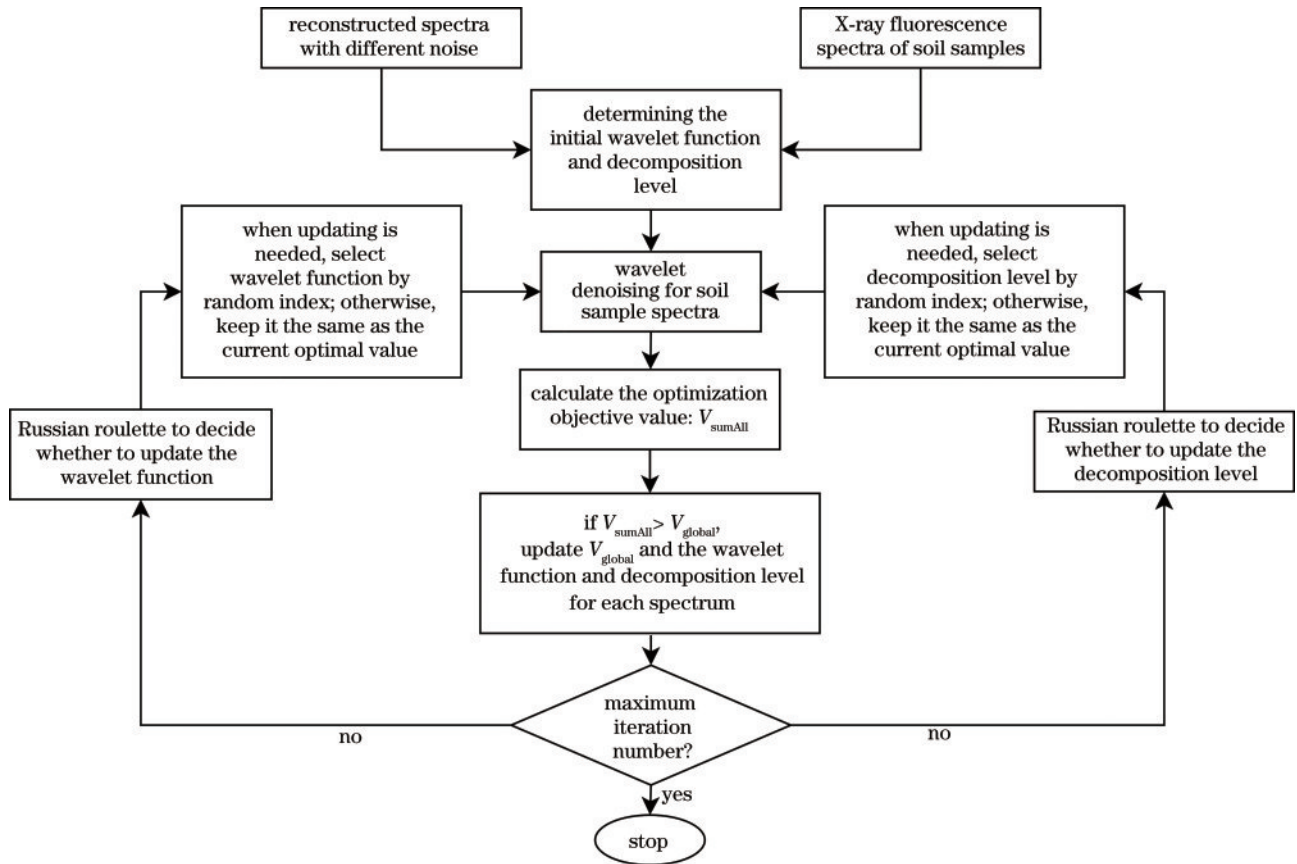 reconstructed spectra
with different noise
X-ray fluorescence
spectra of soil samples
determining the
initial wavelet function
and decomposition
level
when updating is
needed, select
wavelet function by
random index; otherwise,
keep it the same as the
current optimal value
wavelet
denoising for soil
sample spectra
when updating is
needed, select
decomposition level by
random index; otherwise,
keep it the same as the
current optimal value
calculate the optimization
objective value: VsumAll
Russian roulette to decide
whether to update the
wavelet function
Russian roulette to decide
whether to update the
decomposition level
if VsumAll> Vglobal,
update Vglobal and the wavelet
function and decomposition level
for each spectrum
maximum
iteration
number?
no
no
yes
stop